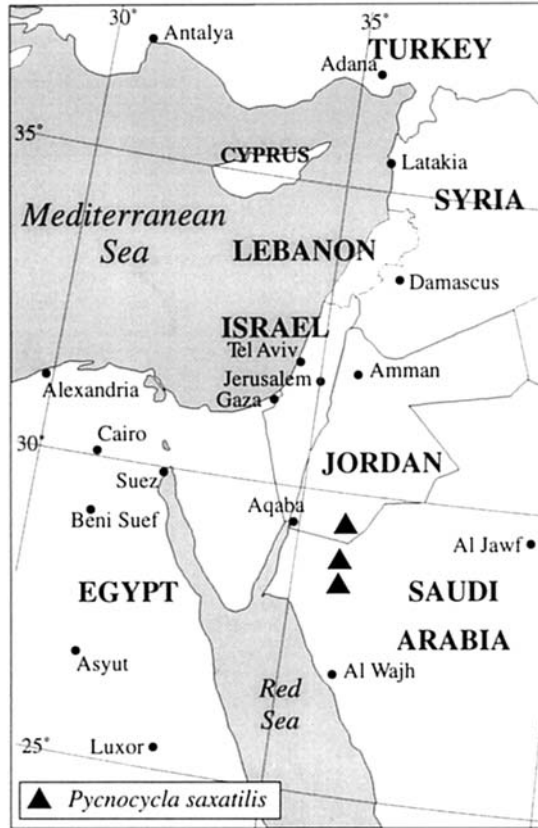 30°
35°
Antalya
TURKEY
Adana
35°
CYPRUS
Latakia
SYRIA
Mediterranean
Sea
LEBANON
Damascus
ISRAEL
Tel Aviv
Jerusalem
Amman
Gaza
Alexandria
30°
Cairo
JORDAN
Suez
Aqaba
Beni Suef
Al Jawf
EGYPT
SAUDI
ARABIA
Asyut
Al Wajh
Red
Sea
25°
Luxor
Pycnocycla saxatilis